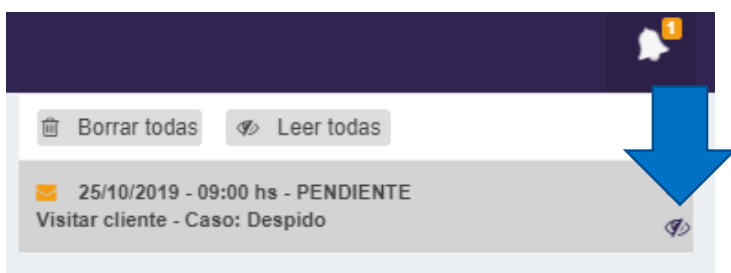 1
Borrar todas Leer todas
25/10/2019 - 09:00 hs - PENDIENTE
Visitar cliente - Caso: Despido